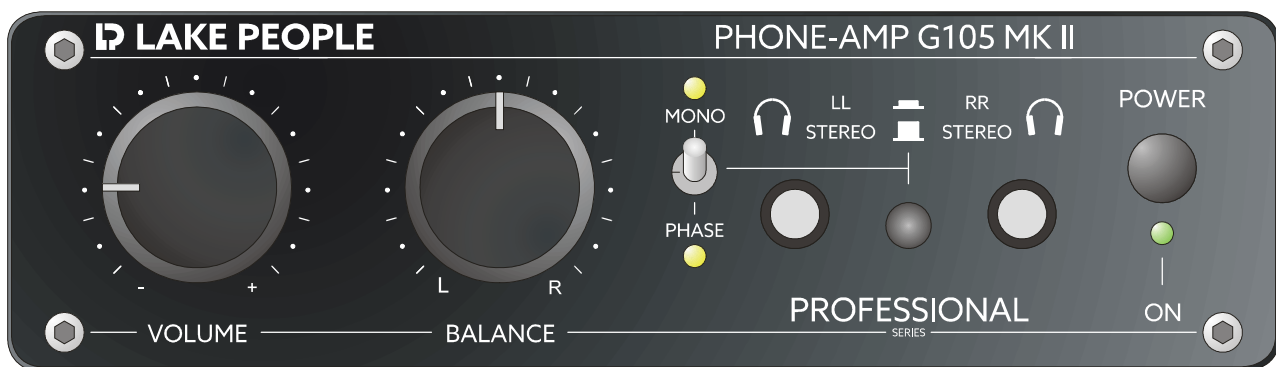 LAKE PEOPLE
PHONE-AMP G105 MK II
MONO
LL
STEREO
RR
STEREO
POWER
PHASE
-
+
L
R
VOLUME
BALANCE
PROFESSIONAL
SERIES
ON